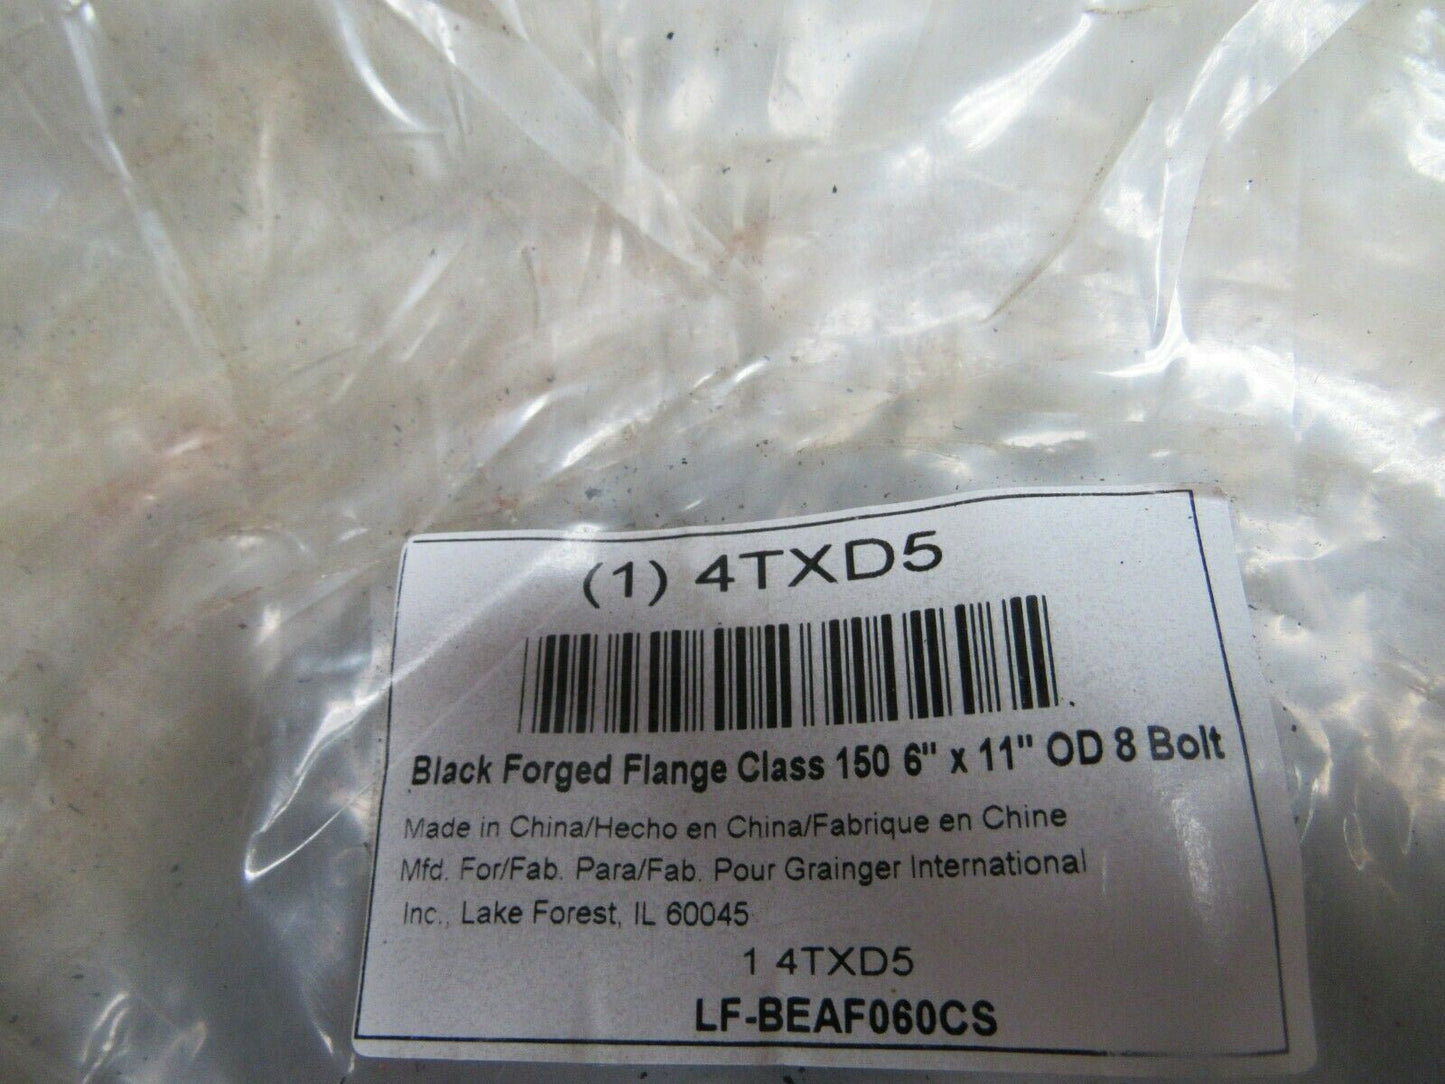 (1) 4TXD5
Black Forged Flange Class 150 6" x 11" OD 8 Bolt
Made in China/Hecho en China/Fabrique en Chine
Mfd. For/Fab. Para/Fab. Pour Grainger International
Inc., Lake Forest, IL 60045
1 4TXD5
LF-BEAF060CS